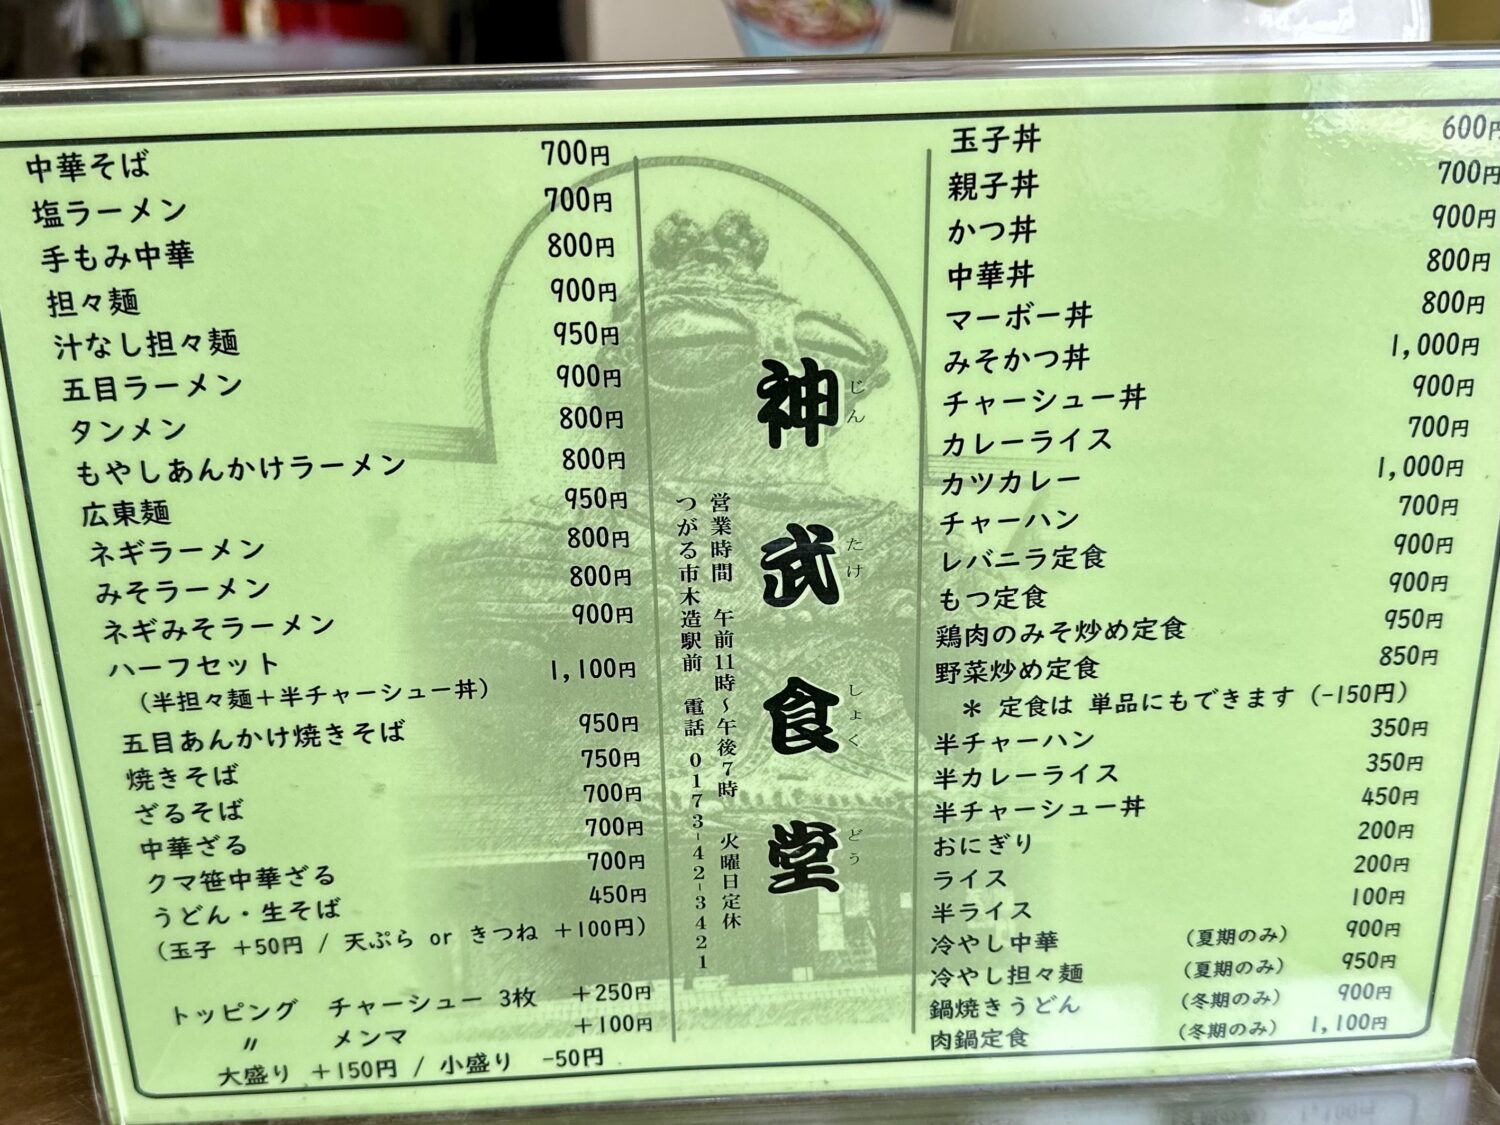 中華そば 700円
塩ラーメン 700円
手もみ中華 800円
担々麺 900円
汁なし担々麺 950円
五目ラーメン 900円
タンメン 800円
もやしあんかけラーメン 800円
広東麺 950円
ネギラーメン 800円
みそラーメン 800円
ネギみそラーメン 900円
ハーフセット 1,100円
(半担々麺+半チャーシュー丼)
五目あんかけ焼きそば 950円
焼きそば 750円
ざるそば 700円
中華ざる 700円
クマ笹中華ざる 700円
うどん・生そば 450円
(玉子 +50円 / 天ぷら or きつね +100円)
トッピング チャーシュー 3枚 +250円
〃 メンマ +100円
大盛り +150円 / 小盛り -50円
神武食堂
じんたけしょくどう
営業時間 午前11時〜午後7時 火曜日定休
つがる市木造駅前 電話 0173-42-3421
玉子丼 600円
親子丼 700円
かつ丼 900円
中華丼 800円
マーボー丼 800円
みそかつ丼 1,000円
チャーシュー丼 900円
カレーライス 700円
カツカレー 1,000円
チャーハン 700円
レバニラ定食 900円
もつ定食 900円
鶏肉のみそ炒め定食 950円
野菜炒め定食 850円
* 定食は 単品にもできます (-150円)
半チャーハン 350円
半カレーライス 350円
半チャーシュー丼 450円
おにぎり 200円
ライス 200円
半ライス 100円
冷やし中華 (夏期のみ) 900円
冷やし担々麺 (夏期のみ) 950円
鍋焼きうどん (冬期のみ) 900円
肉鍋定食 (冬期のみ) 1,100円